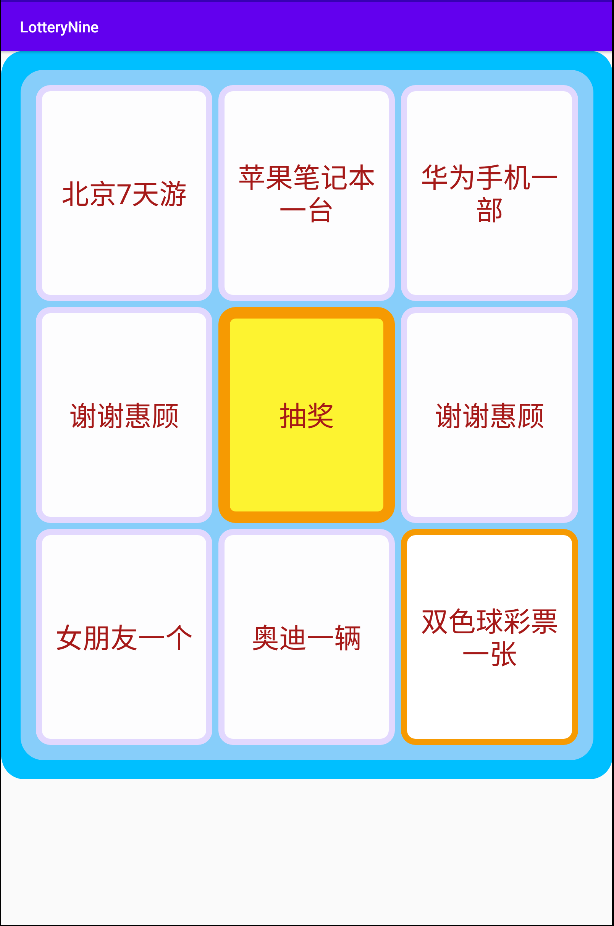 LotteryNine
北京7天游
苹果笔记本
一台
华为手机一
部
谢谢惠顾
抽奖
谢谢惠顾
女朋友一个
奥迪一辆
双色球彩票
一张